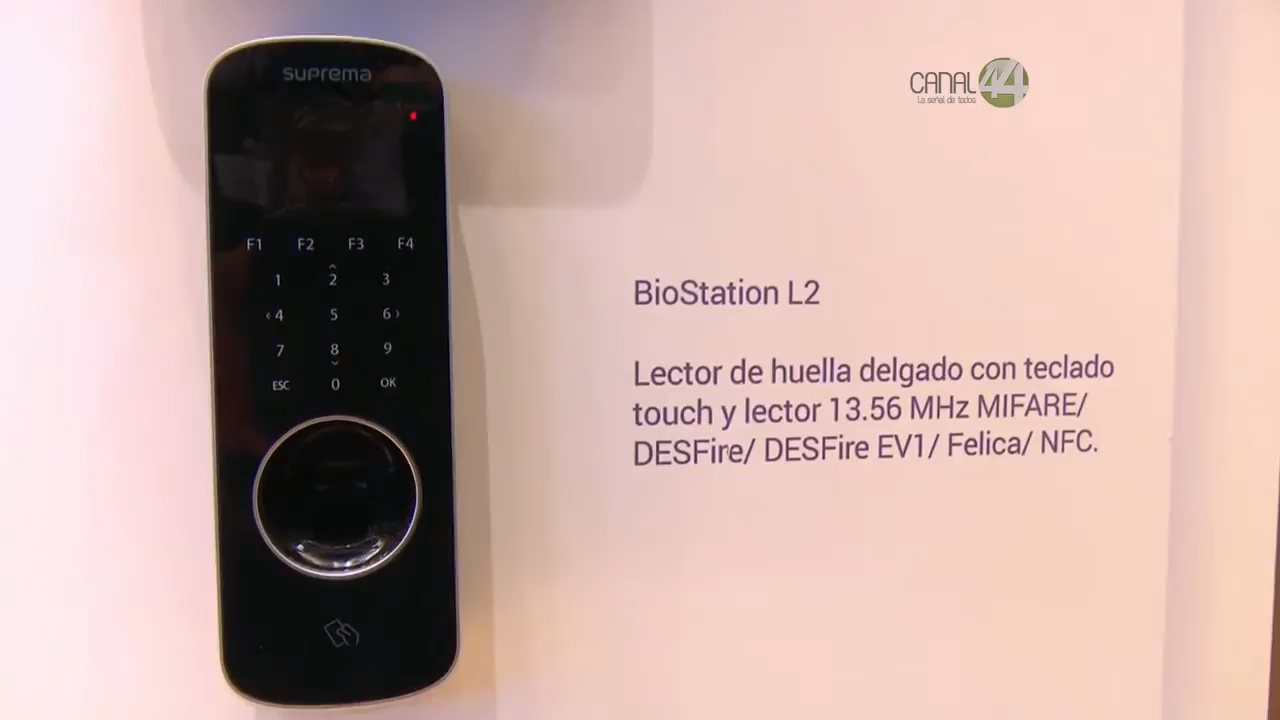 suprema
CANAL 44
La señal de todos
F1 F2 F3 F4
1 2 3
4 5 6
7 8 9
ESC 0 OK
BioStation L2
Lector de huella delgado con teclado
touch y lector 13.56 MHz MIFARE/
DESFire/ DESFire EV1/ Felica/ NFC.